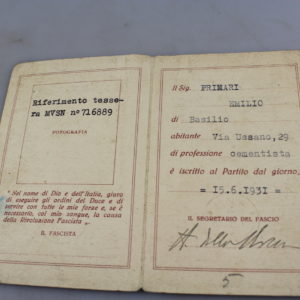 Riferimento tesse-
ra MVSN n° 716889
FOTOGRAFIA
« Nel nome di Dio e dell'Italia, giuro
di eseguire gli ordini del Duce e di
servire con tutte le mie forze e, se è
necessario, col mio sangue, la causa
della Rivoluzione Fascista ».
IL FASCISTA
Il Sig. PRIMARI
EMILIO
di Basilio
abitante Via Ussano, 29
di professione cementista
è iscritto al Partito dal giorno,
= 15.6.1931 =
IL SEGRETARIO DEL FASCIO
5